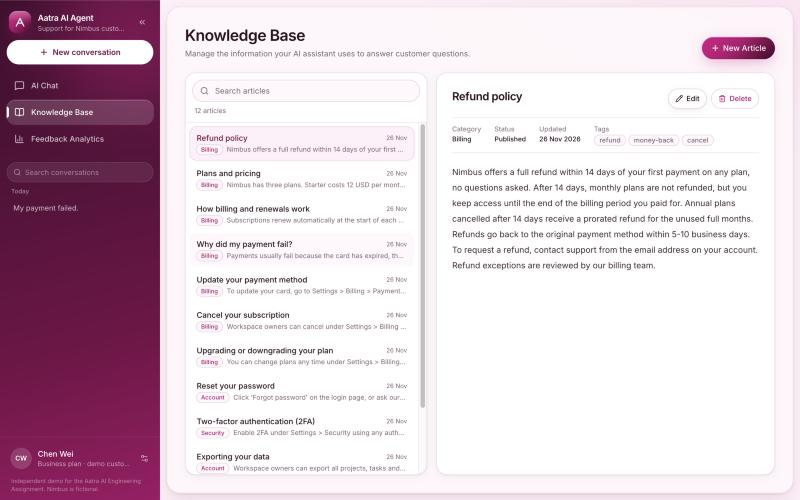 Aatra AI Agent
Support for Nimbus custo...
New conversation
AI Chat
Knowledge Base
Feedback Analytics
Search conversations
Today
My payment failed.
CW
Chen Wei
Business plan · demo custo...
Independent demo for the Aatra AI Engineering
Assignment. Nimbus is fictional.
Knowledge Base
Manage the information your AI assistant uses to answer customer questions.
New Article
Search articles
12 articles
Refund policy 26 Nov
Billing Nimbus offers a full refund within 14 days of your first ...
Plans and pricing 26 Nov
Billing Nimbus has three plans. Starter costs 12 USD per mont...
How billing and renewals work 26 Nov
Billing Subscriptions renew automatically at the start of each ...
Why did my payment fail? 26 Nov
Billing Payments usually fail because the card has expired, th...
Update your payment method 26 Nov
Billing To update your card, go to Settings > Billing > Payment...
Cancel your subscription 26 Nov
Billing Workspace owners can cancel under Settings > Billing ...
Upgrading or downgrading your plan 26 Nov
Billing You can change plans any time under Settings > Billing...
Reset your password 26 Nov
Account Click 'Forgot password' on the login page, or ask our...
Two-factor authentication (2FA) 26 Nov
Security Enable 2FA under Settings > Security using any auth...
Exporting your data 26 Nov
Account Workspace owners can export all projects, tasks and...
Refund policy
Edit
Delete
Category Status Updated Tags
Billing Published 26 Nov 2026 refund money-back cancel
Nimbus offers a full refund within 14 days of your first payment on any plan,
no questions asked. After 14 days, monthly plans are not refunded, but you
keep access until the end of the billing period you paid for. Annual plans
cancelled after 14 days receive a prorated refund for the unused full months.
Refunds go back to the original payment method within 5-10 business days.
To request a refund, contact support from the email address on your account.
Refund exceptions are reviewed by our billing team.